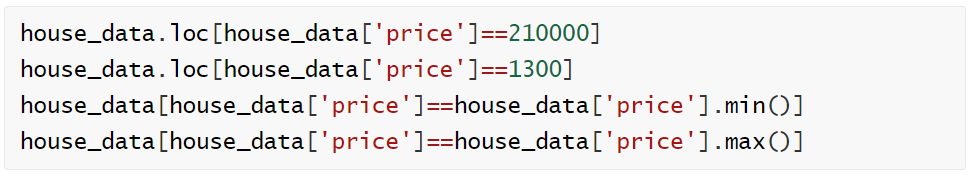 house_data.loc[house_data['price']==210000]
house_data.loc[house_data['price']==1300]
house_data[house_data['price']==house_data['price'].min()]
house_data[house_data['price']==house_data['price'].max()]